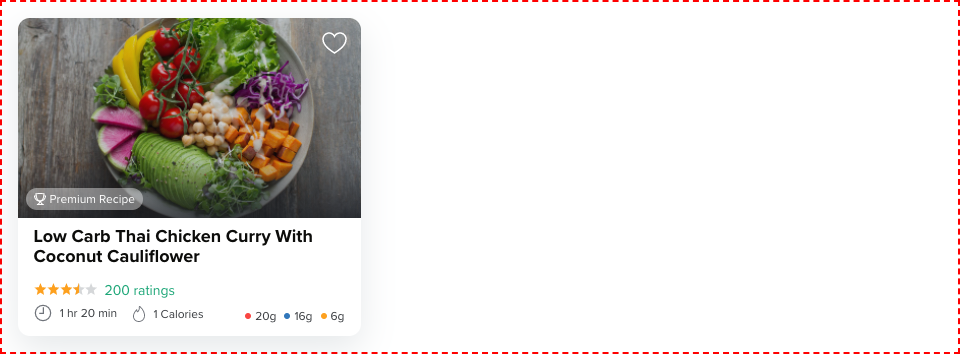 Premium Recipe
Low Carb Thai Chicken Curry With
Coconut Cauliflower
200 ratings
1 hr 20 min 1 Calories 20g 16g 6g